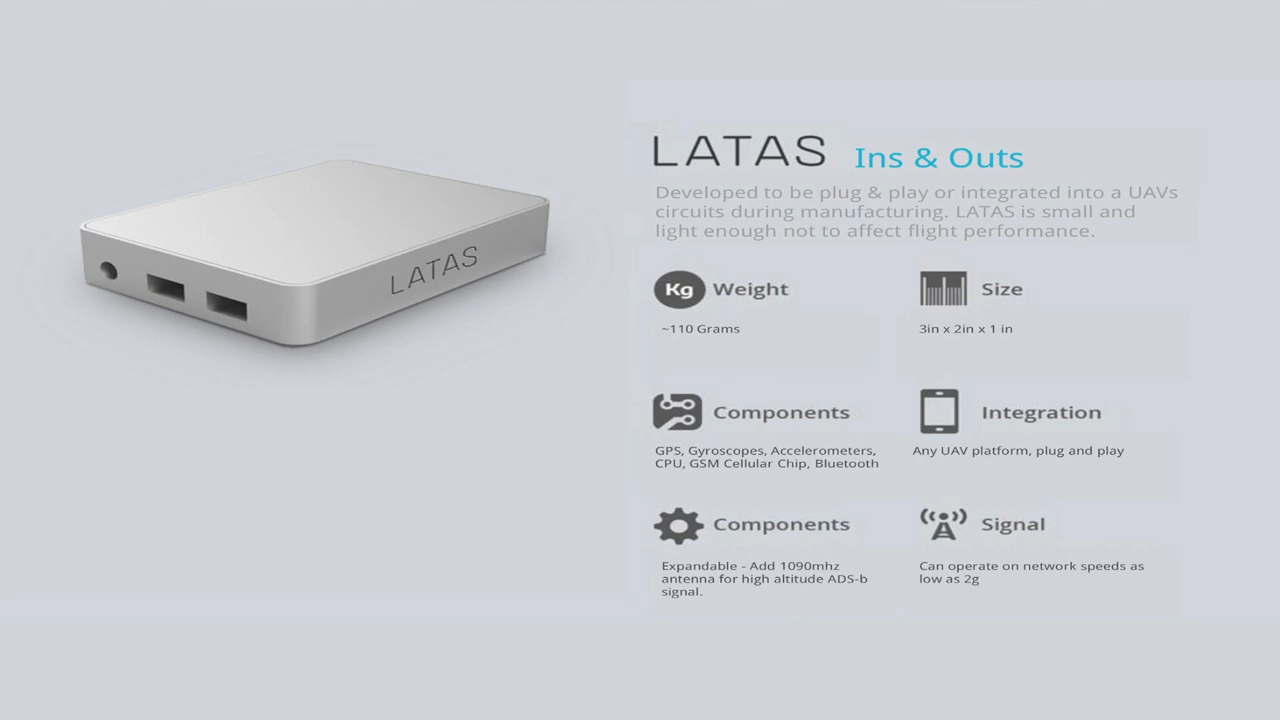 LATAS
LATAS Ins & Outs
Developed to be plug & play or integrated into a UAVs
circuits during manufacturing. LATAS is small and
light enough not to affect flight performance.
Kg Weight
~110 Grams
Size
3in x 2in x 1 in
Components
GPS, Gyroscopes, Accelerometers,
CPU, GSM Cellular Chip, Bluetooth
Integration
Any UAV platform, plug and play
Components
Expandable - Add 1090mhz
antenna for high altitude ADS-b
signal.
Signal
Can operate on network speeds as
low as 2g